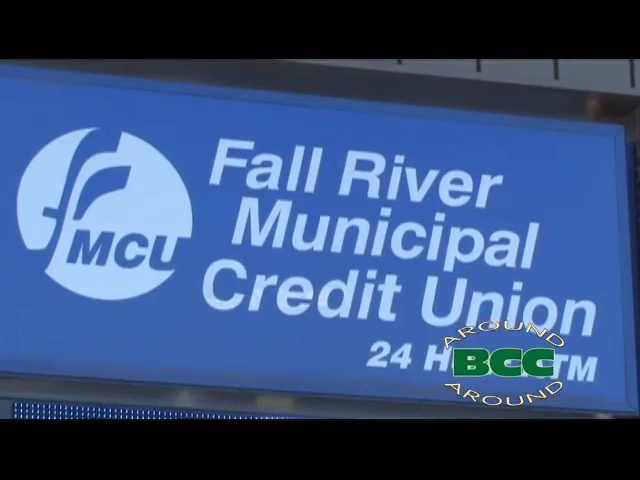 Fall River
Municipal
Credit Union
24 H TM
MCU
AROUND
BCC
AROUND